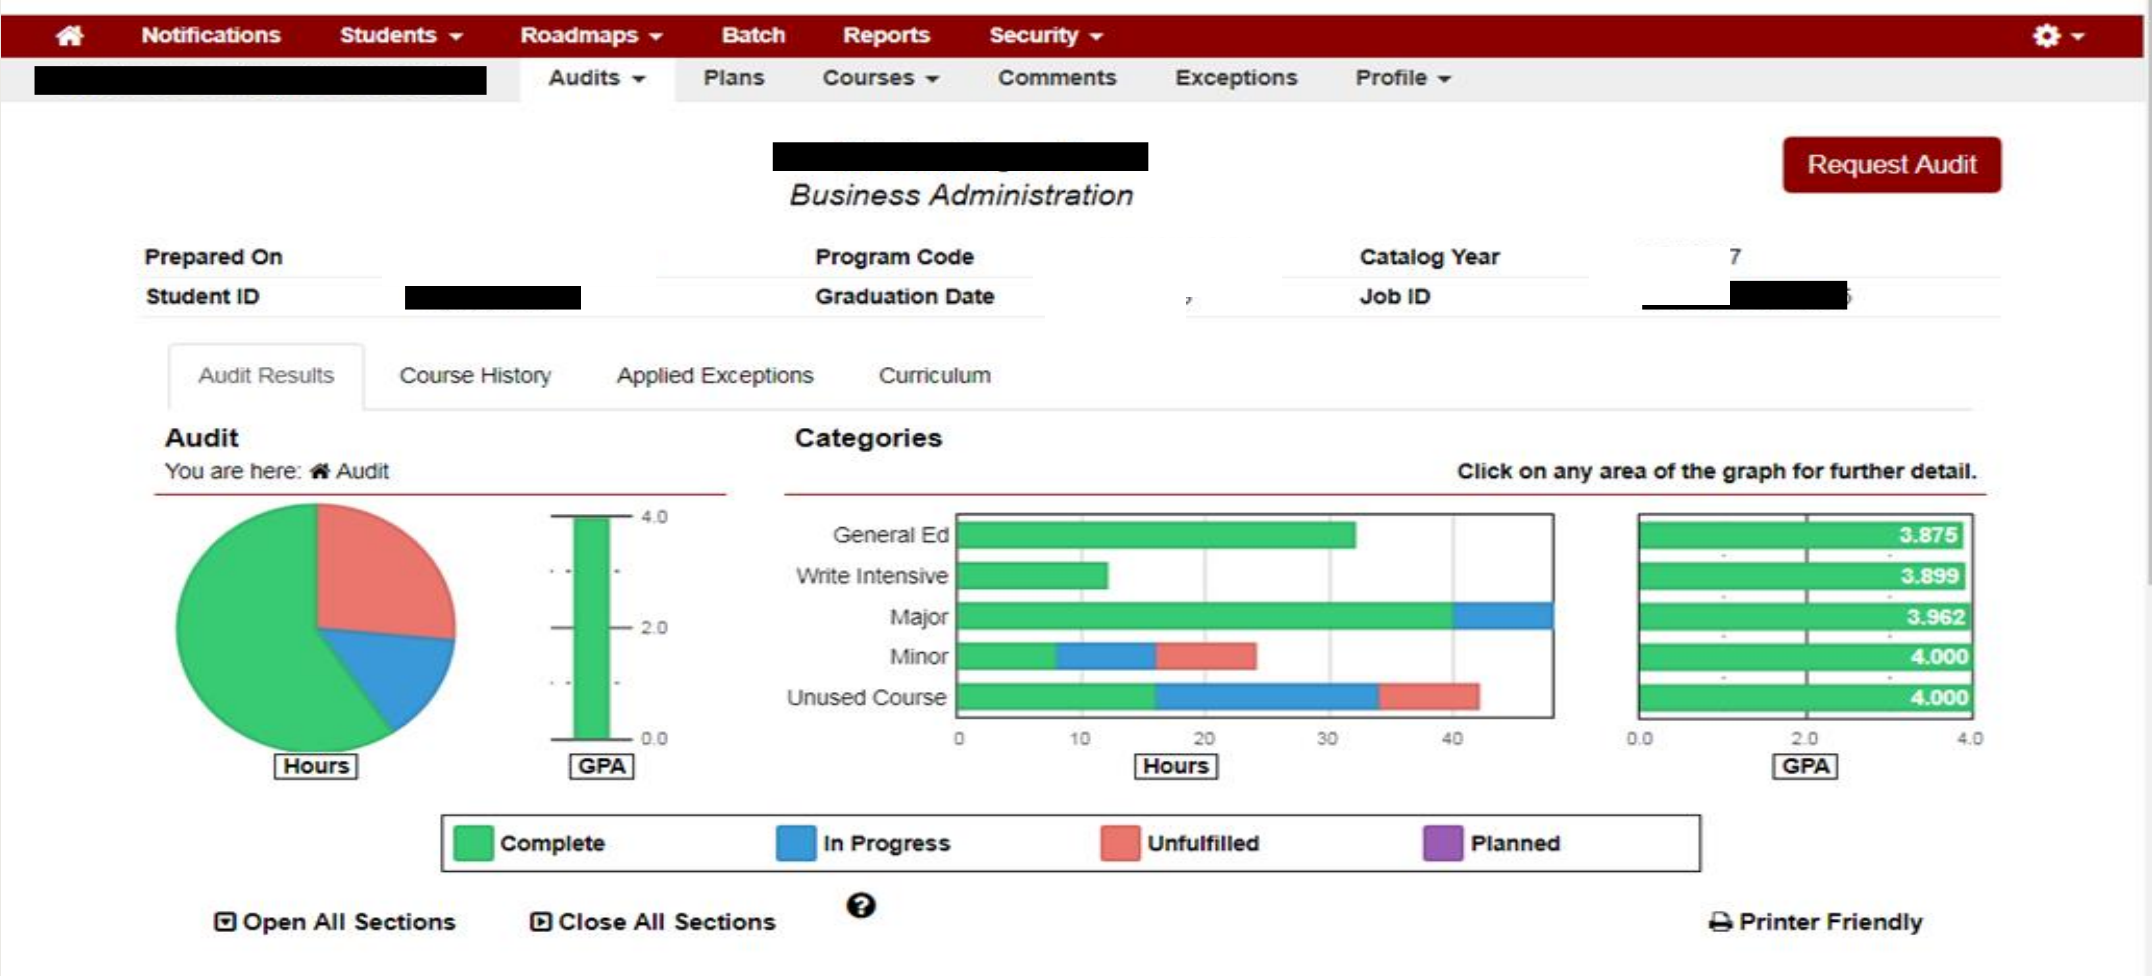 Notifications Students Roadmaps Batch Reports Security
Audits Plans Courses Comments Exceptions Profile
Request Audit
Business Administration
Prepared On Program Code Catalog Year 7
Student ID Graduation Date Job ID
Audit Results Course History Applied Exceptions Curriculum
Audit
You are here: Audit
Categories
Click on any area of the graph for further detail.
4.0
2.0
0.0
Hours
GPA
General Ed
Write Intensive
Major
Minor
Unused Course
0 10 20 30 40
Hours
3.875
3.899
3.962
4.000
4.000
0.0 2.0 4.0
GPA
Complete In Progress Unfulfilled Planned
Open All Sections Close All Sections ?
Printer Friendly